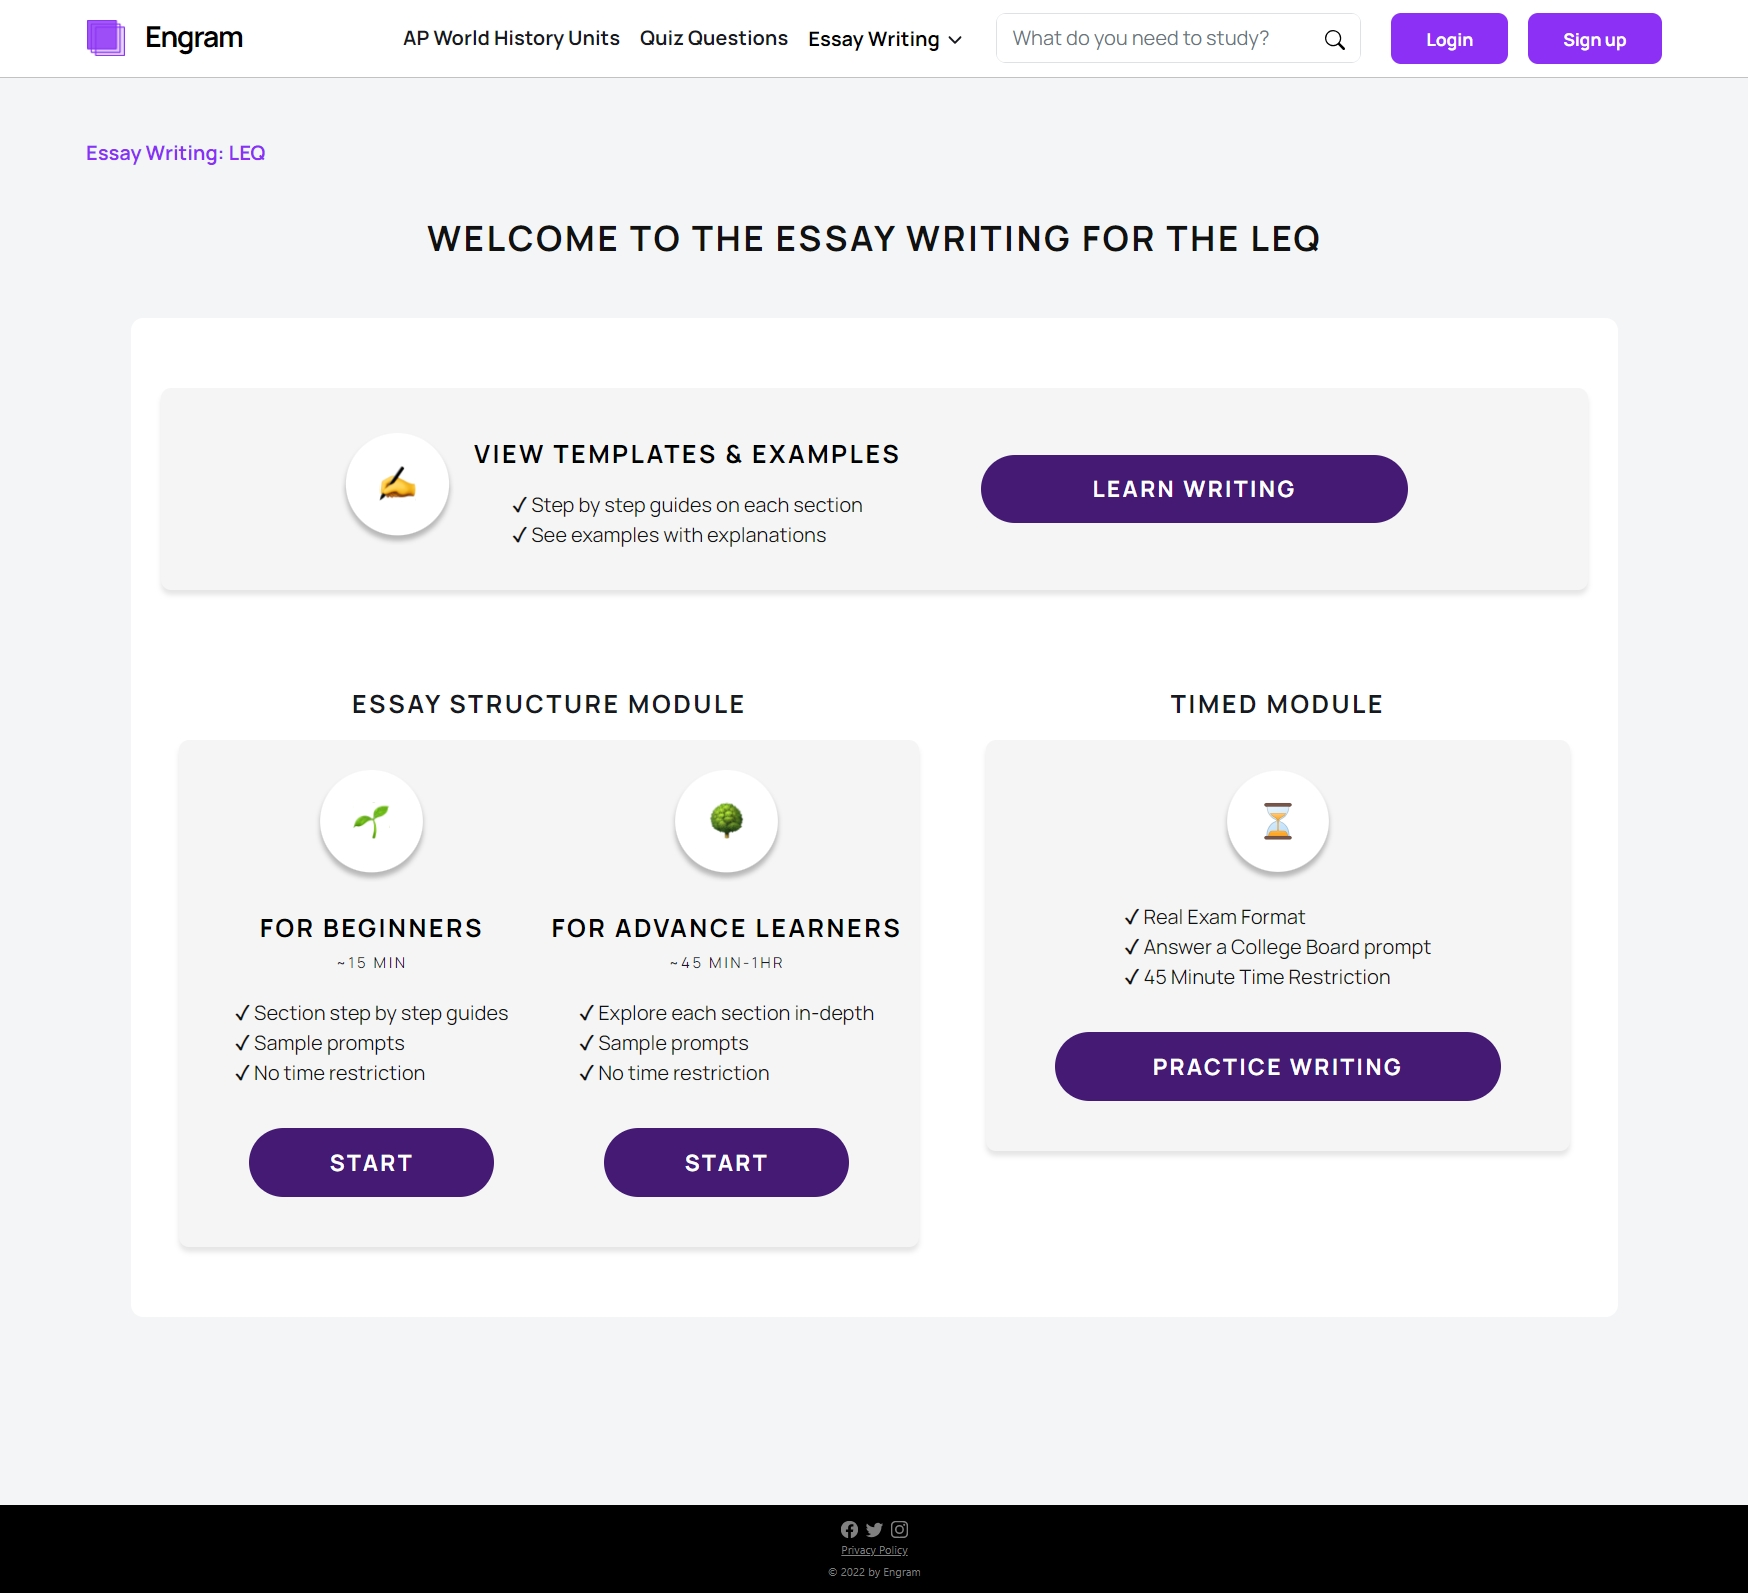 Engram
AP World History Units
Quiz Questions
Essay Writing
What do you need to study?
Login
Sign up
Essay Writing: LEQ
WELCOME TO THE ESSAY WRITING FOR THE LEQ
VIEW TEMPLATES & EXAMPLES
✓ Step by step guides on each section
✓ See examples with explanations
LEARN WRITING
ESSAY STRUCTURE MODULE
FOR BEGINNERS
~15 MIN
✓ Section step by step guides
✓ Sample prompts
✓ No time restriction
START
FOR ADVANCE LEARNERS
~45 MIN-1HR
✓ Explore each section in-depth
✓ Sample prompts
✓ No time restriction
START
TIMED MODULE
✓ Real Exam Format
✓ Answer a College Board prompt
✓ 45 Minute Time Restriction
PRACTICE WRITING
Privacy Policy
© 2022 by Engram